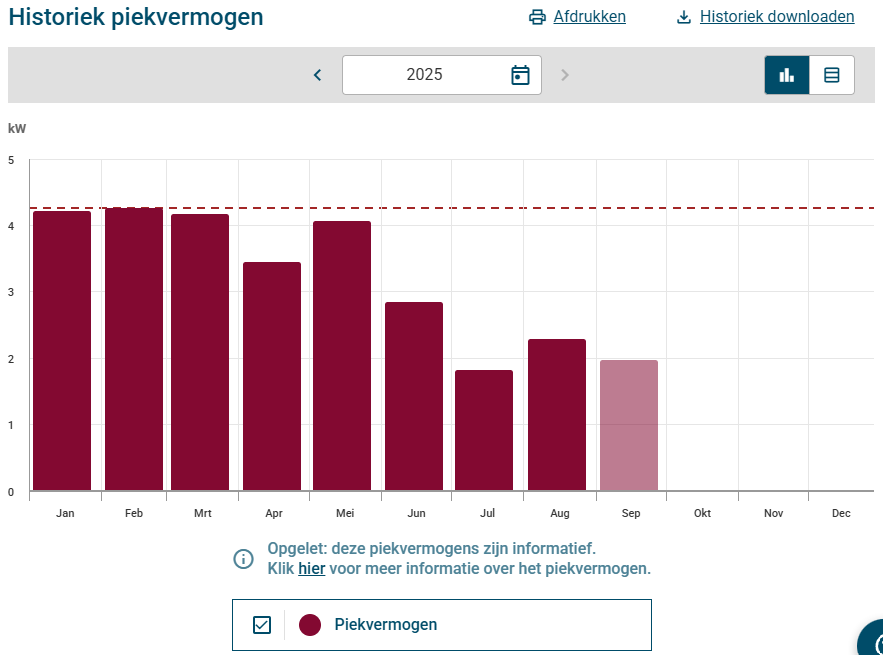 Historiek piekvermogen
Afdrukken
Historiek downloaden
2025
kW
5
4
3
2
1
0
Jan Feb Mrt Apr Mei Jun Jul Aug Sep Okt Nov Dec
Opgelet: deze piekvermogens zijn informatief.
Klik hier voor meer informatie over het piekvermogen.
Piekvermogen